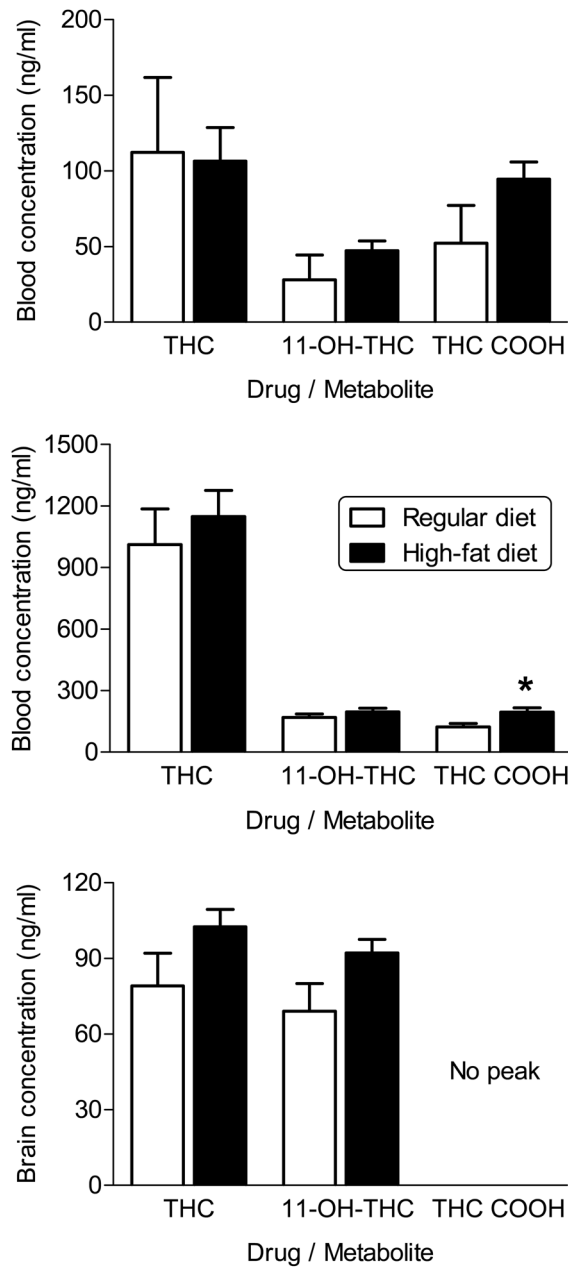 Blood concentration (ng/ml)
200
150
100
50
0
THC 11-OH-THC THC COOH
Drug / Metabolite
Blood concentration (ng/ml)
1500
1200
900
600
300
0
Regular diet
High-fat diet
*
THC 11-OH-THC THC COOH
Drug / Metabolite
Brain concentration (ng/ml)
120
90
60
30
0
No peak
THC 11-OH-THC THC COOH
Drug / Metabolite